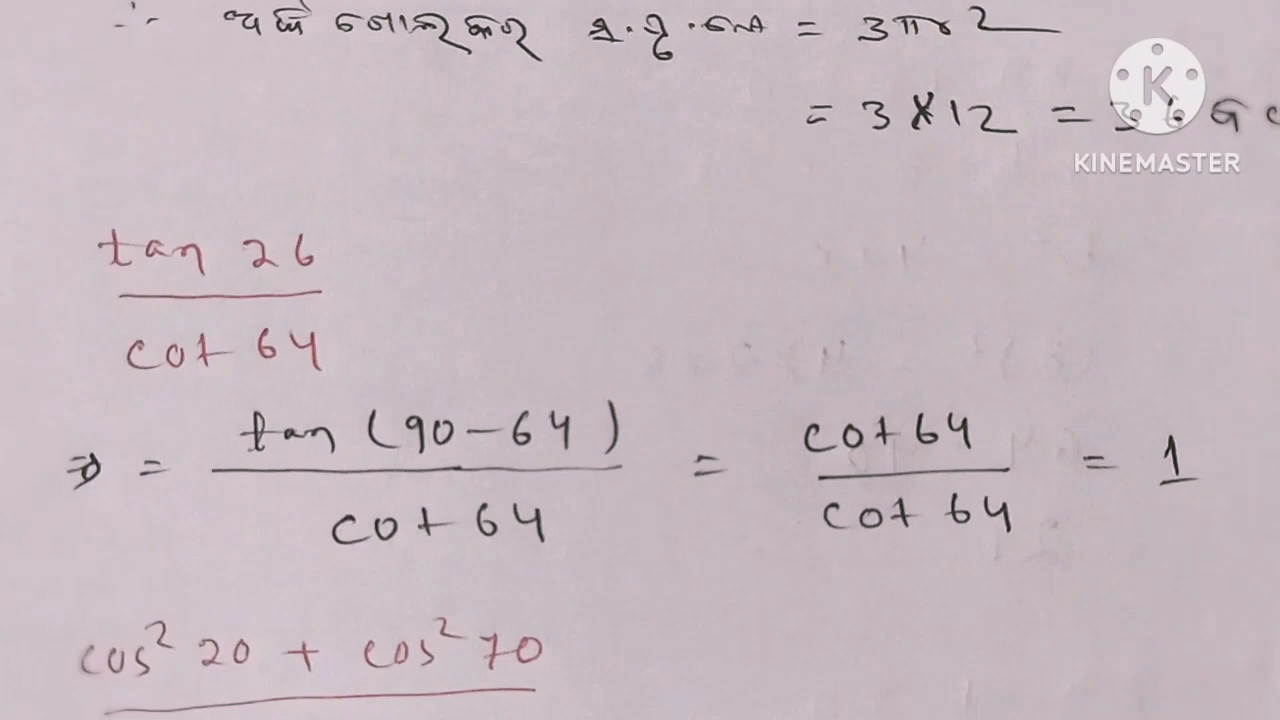 ∴ ଅର୍ଦ୍ଧ ଗୋଲକର ସ.ପୃ.କ୍ଷେ = 3πr2
= 3 × 12 = 36
KINEMASTER
tan 26
cot 64
⇒ = tan (90 - 64) / cot 64 = cot 64 / cot 64 = 1
cos² 20 + cos² 70